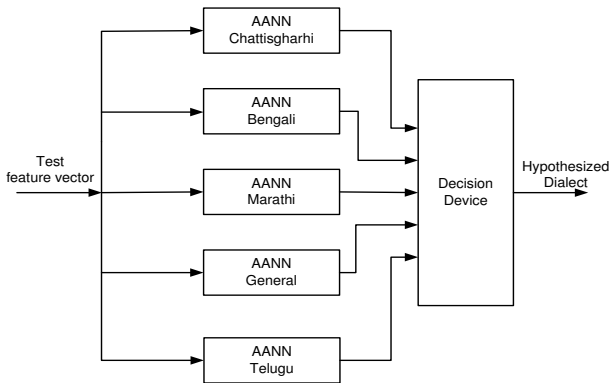 AANN
Chattisgharhi
AANN
Bengali
Test
feature vector
AANN
Marathi
AANN
General
AANN
Telugu
Decision
Device
Hypothesized
Dialect